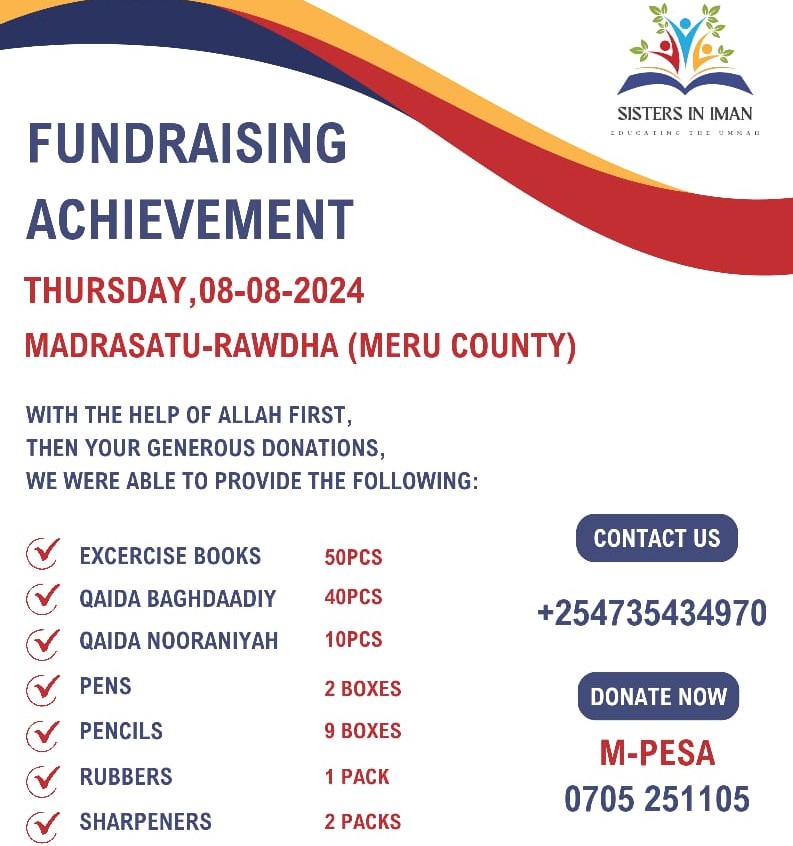 SISTERS IN IMAN
EDUCATING THE UMMAH
FUNDRAISING
ACHIEVEMENT
THURSDAY,08-08-2024
MADRASATU-RAWDHA (MERU COUNTY)
WITH THE HELP OF ALLAH FIRST,
THEN YOUR GENEROUS DONATIONS,
WE WERE ABLE TO PROVIDE THE FOLLOWING:
EXCERCISE BOOKS 50PCS
QAIDA BAGHDAADIY 40PCS
QAIDA NOORANIYAH 10PCS
PENS 2 BOXES
PENCILS 9 BOXES
RUBBERS 1 PACK
SHARPENERS 2 PACKS
CONTACT US
+254735434970
DONATE NOW
M-PESA
0705 251105